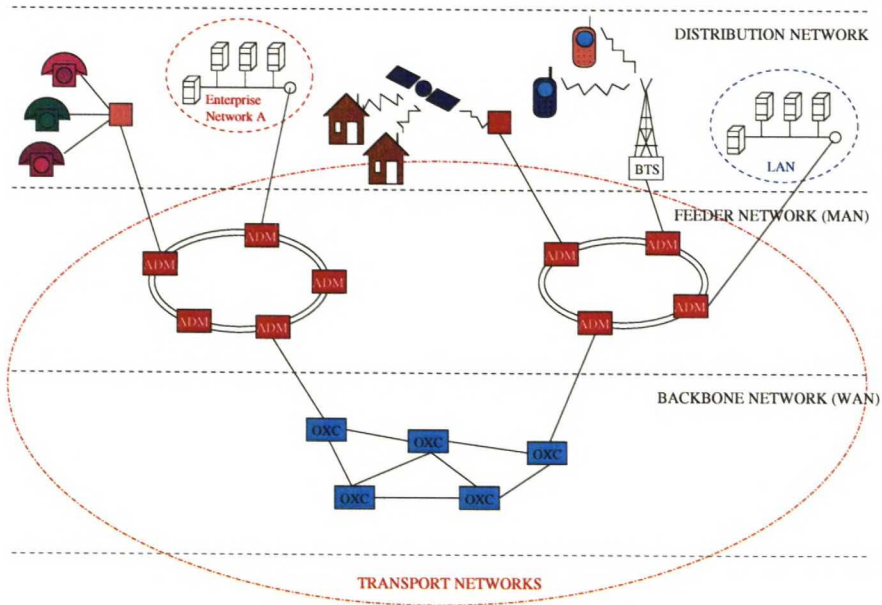 DISTRIBUTION NETWORK
Enterprise
Network A
BTS
LAN
FEEDER NETWORK (MAN)
ADM
ADM
ADM
ADM
ADM
ADM
ADM
ADM
ADM
BACKBONE NETWORK (WAN)
OXC
OXC
OXC
OXC
OXC
TRANSPORT NETWORKS